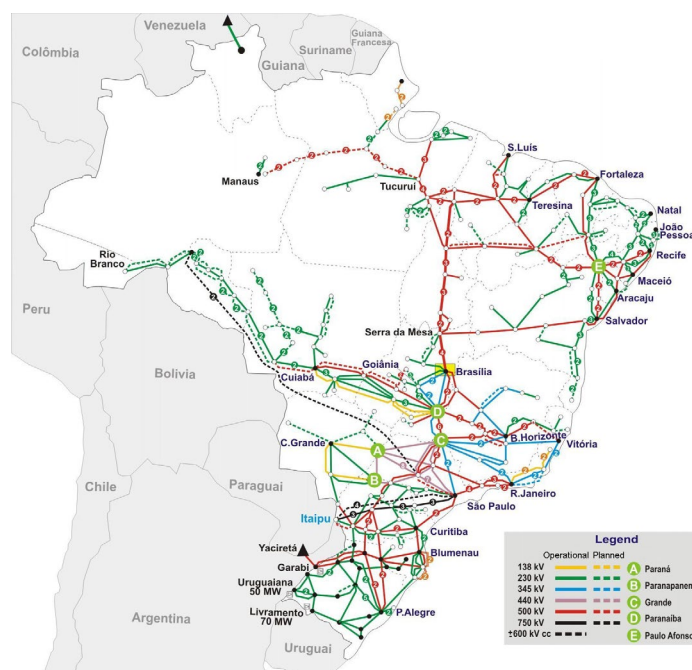 Venezuela
Guiana
Francesa
Suriname
Guiana
Colômbia
S.Luís
Fortaleza
Manaus
Tucuruí
Teresina
Natal
João
Pessoa
Rio
Branco
Recife
E
Maceió
Aracaju
Peru
Salvador
Serra da Mesa
Goiânia
Cuiabá
Brasília
Bolivia
D
C.Grande
A
C
B.Horizonte
Vitória
B
Chile
Paraguai
R.Janeiro
São Paulo
Itaipu
Curitiba
Yaciretá
Blumenau
Garabi
Uruguaiana
50 MW
Livramento
70 MW
P.Alegre
Argentina
Uruguai
Legend
Operational Planned
138 kV A Paraná
230 kV B Paranapanem
345 kV
440 kV C Grande
500 kV D Paranaíba
750 kV E Paulo Afonso
±600 kV cc